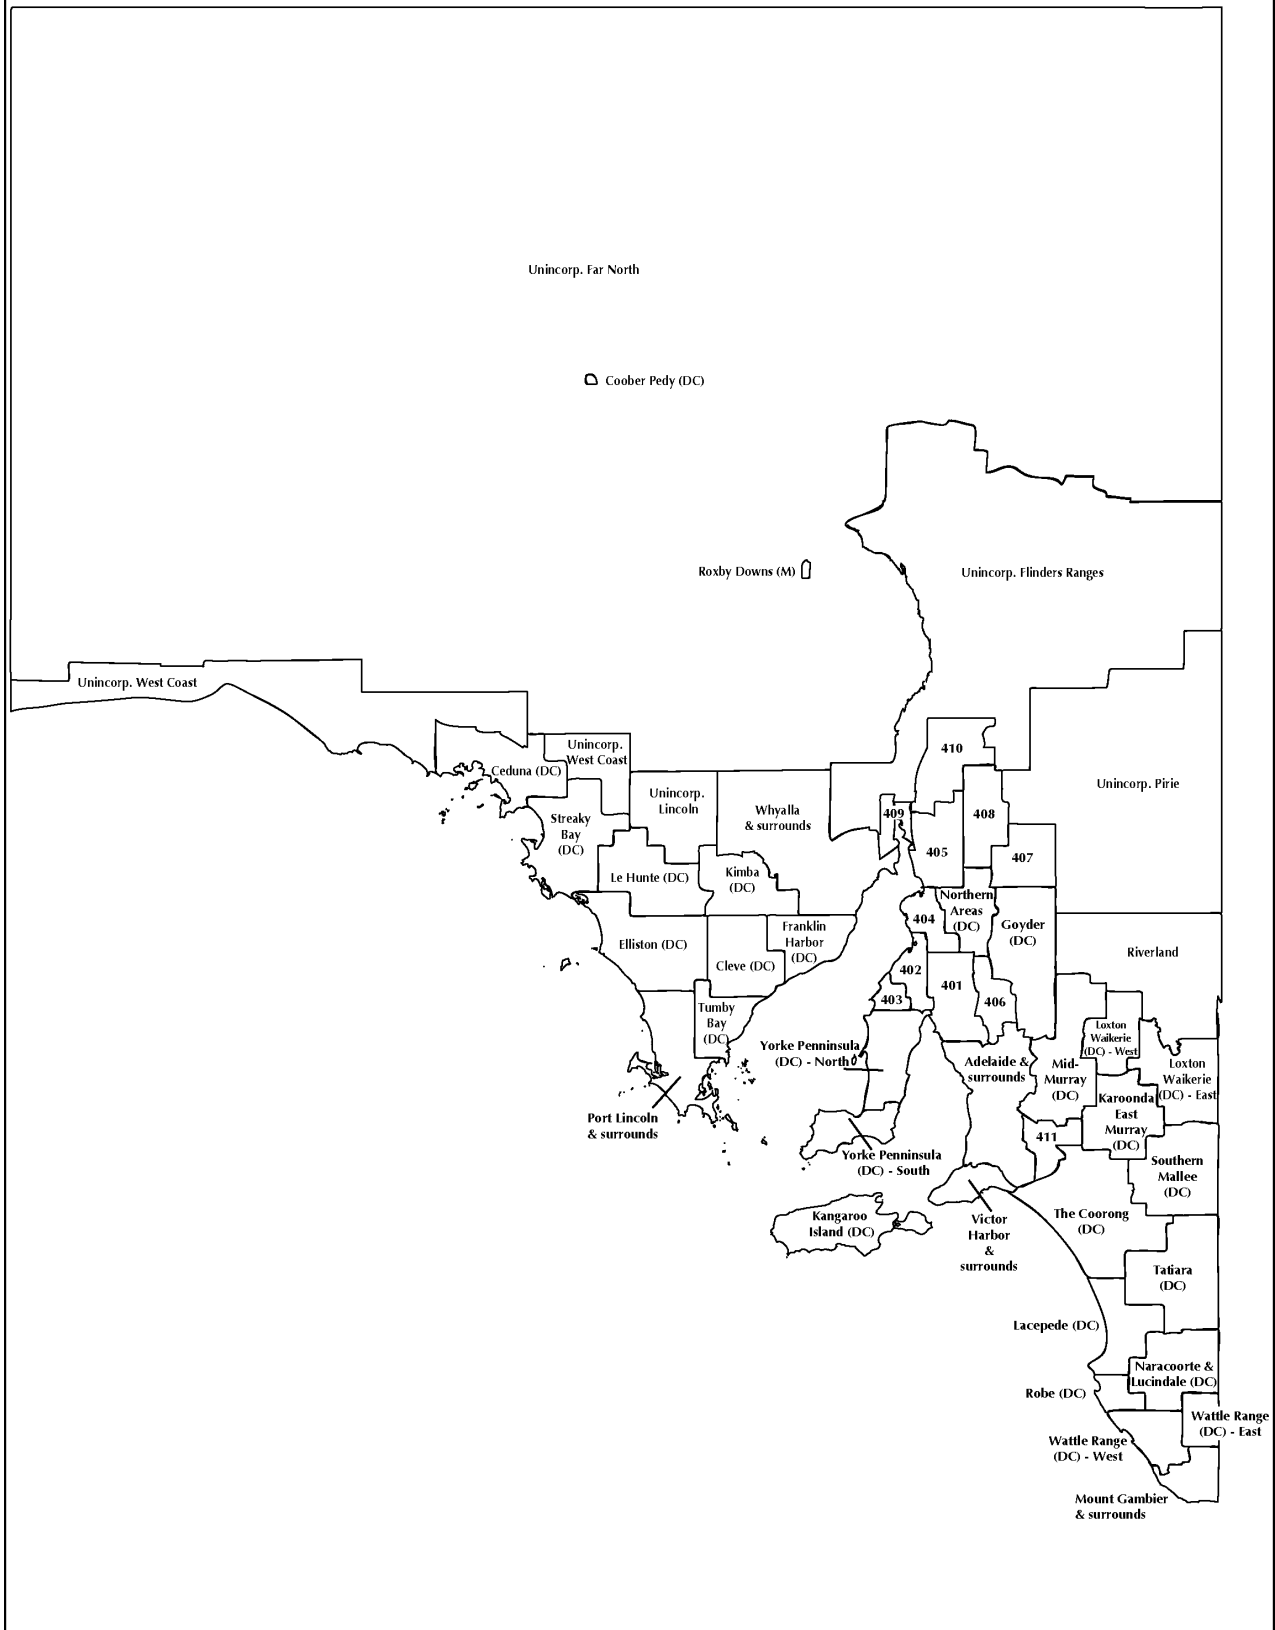 Unincorp. Far North
Coober Pedy (DC)
Roxby Downs (M)
Unincorp. Flinders Ranges
Unincorp. West Coast
410
Unincorp.
West Coast
Ceduna (DC)
Unincorp. Pirie
Unincorp.
Lincoln
Whyalla
& surrounds
409
408
Streaky
Bay
(DC)
405
407
Le Hunte (DC)
Kimba
(DC)
Northern
Areas
(DC)
404
Goyder
(DC)
Franklin
Harbor
(DC)
Elliston (DC)
Cleve (DC)
Riverland
402
401
403
406
Tumby
Bay
(DC)
Loxton
Waikerie
(DC) - West
Yorke Penninsula
(DC) - North
Adelaide &
surrounds
Mid-
Murray
(DC)
Loxton
Waikerie
(DC) - East
Karoonda
East
Murray
(DC)
Port Lincoln
& surrounds
411
Yorke Penninsula
(DC) - South
Southern
Mallee
(DC)
Kangaroo
Island (DC)
Victor
Harbor
&
surrounds
The Coorong
(DC)
Tatiara
(DC)
Lacepede (DC)
Naracoorte &
Lucindale (DC)
Robe (DC)
Wattle Range
(DC) - East
Wattle Range
(DC) - West
Mount Gambier
& surrounds